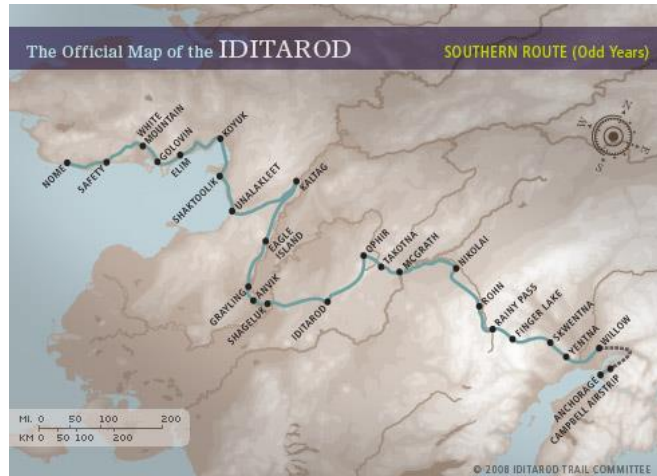 The Official Map of the IDITAROD
SOUTHERN ROUTE (Odd Years)
N
W
E
S
NOME
SAFETY
WHITE
MOUNTAIN
GOLOVIN
ELIM
KOYUK
SHAKTOOLIK
UNALAKLEET
KALTAG
EAGLE
ISLAND
GRAYLING
ANVIK
SHAGELUK
IDITAROD
OPHIR
TAKOTNA
MCGRATH
NIKOLAI
ROHN
RAINY PASS
FINGER LAKE
SKWENTNA
YENTNA
WILLOW
ANCHORAGE
CAMPBELL AIRSTRIP
MI. 0 50 100 200
KM 0 50 100 200
© 2008 IDITAROD TRAIL COMMITTEE